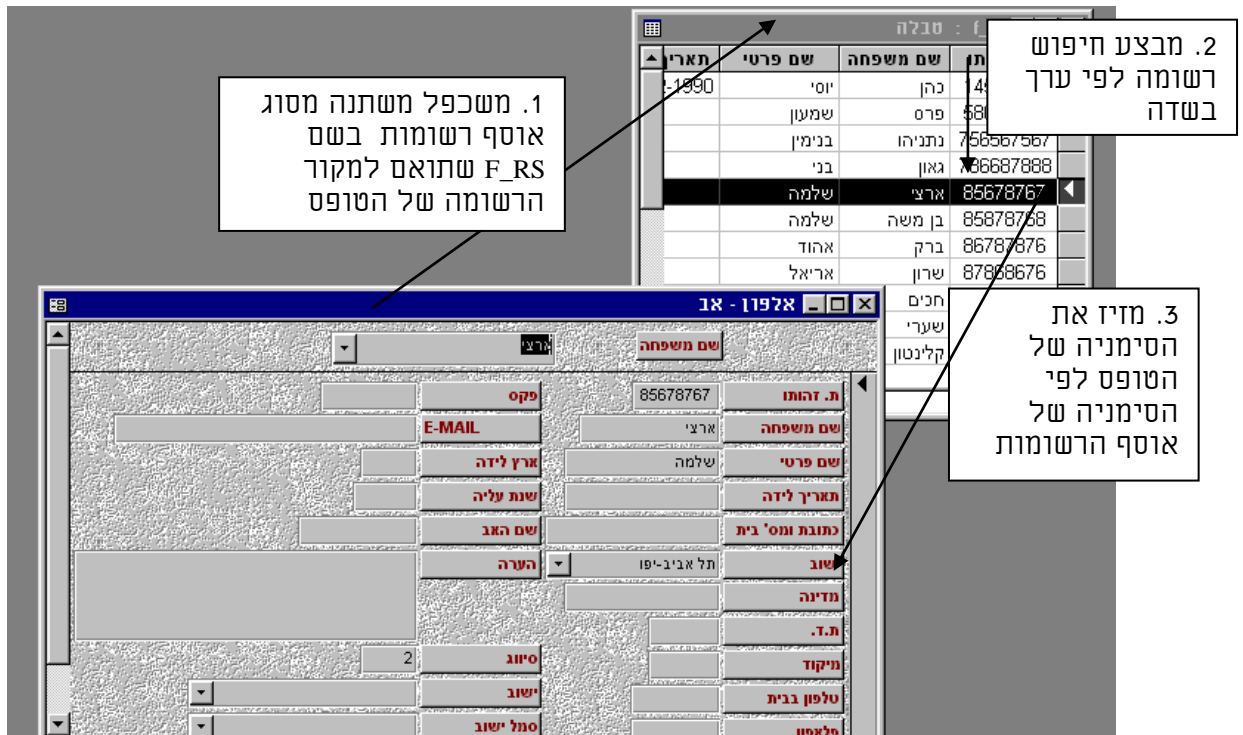 טבלה : f_
תאריך שם פרטי שם משפחה
כהן יוסי -1990
פרס שמעון
756567567 נתניהו בנימין
786687888 גאון בני
85678767 ארצי שלמה
85878768 בן משה שלמה
86787876 ברק אהוד
87868676 שרון אריאל
חכים
שערי
קלינטון
1. משכפל משתנה מסוג
אוסף רשומות בשם
F_RS שתואם למקור
הרשומה של הטופס
2. מבצע חיפוש
רשומה לפי ערך
בשדה
3. מזיז את
הסימניה של
הטופס לפי
הסימניה של
אוסף הרשומות
אלפון - אב
שם משפחה ארצי
ת. זהותו 85678767 פקס
שם משפחה ארצי E-MAIL
שם פרטי שלמה ארץ לידה
תאריך לידה שנת עליה
כתובת ומס' בית שם האב
ישוב תל אביב-יפו הערה
מדינה
ת.ד.
מיקוד סיווג 2
טלפון בבית ישוב
פלאפון סמל ישוב